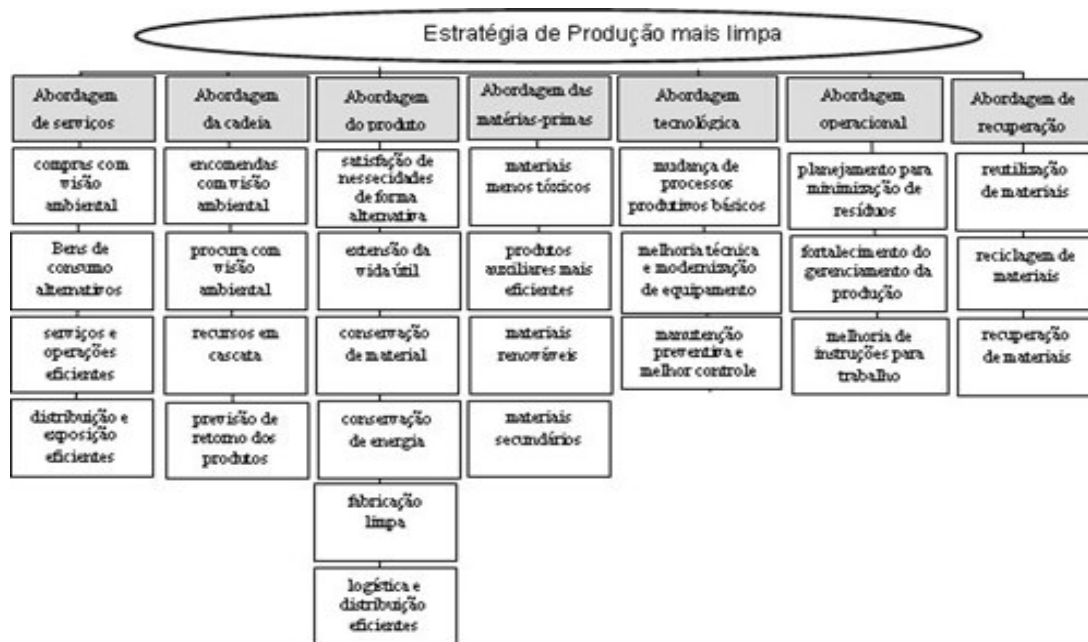 Estratégia de Produção mais limpa
Abordagem
de serviços
compras com
visão
ambiental
Bens de
consumo
alternativos
serviços e
operações
eficientes
distribuição e
exposição
eficientes
Abordagem
da cadeia
encomendas
com visão
ambiental
procura com
visão
ambiental
recursos em
cascata
previsão de
retorno dos
produtos
Abordagem
do produto
satisfação de
nessecidades
de forma
alternativa
extensão da
vida útil
conservação
de material
conservação
de energia
fabricação
limpa
logística e
distribuição
eficientes
Abordagem das
matérias-primas
materiais
menos tóxicos
produtos
auxiliares mais
eficientes
materiais
renováveis
materiais
secundários
Abordagem
tecnológica
mudança de
processos
produtivos básicos
melhoria técnica
e modernização
de equipamento
manutenção
preventiva e
melhor controle
Abordagem
operacional
planejamento para
minimização de
resíduos
fortalecimento do
gerenciamento da
produção
melhoria de
instruções para
trabalho
Abordagem de
recuperação
reutilização
de materiais
reciclagem de
materiais
recuperação
de materiais